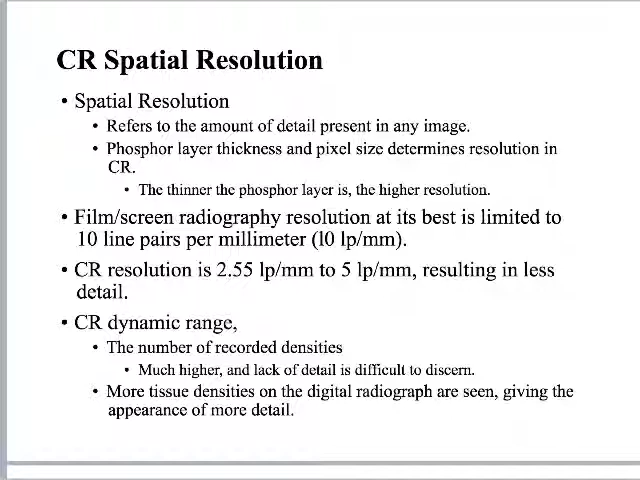 CR Spatial Resolution
• Spatial Resolution
• Refers to the amount of detail present in any image.
• Phosphor layer thickness and pixel size determines resolution in
CR.
• The thinner the phosphor layer is, the higher resolution.
• Film/screen radiography resolution at its best is limited to
10 line pairs per millimeter (l0 lp/mm).
• CR resolution is 2.55 lp/mm to 5 lp/mm, resulting in less
detail.
• CR dynamic range,
• The number of recorded densities
• Much higher, and lack of detail is difficult to discern.
• More tissue densities on the digital radiograph are seen, giving the
appearance of more detail.